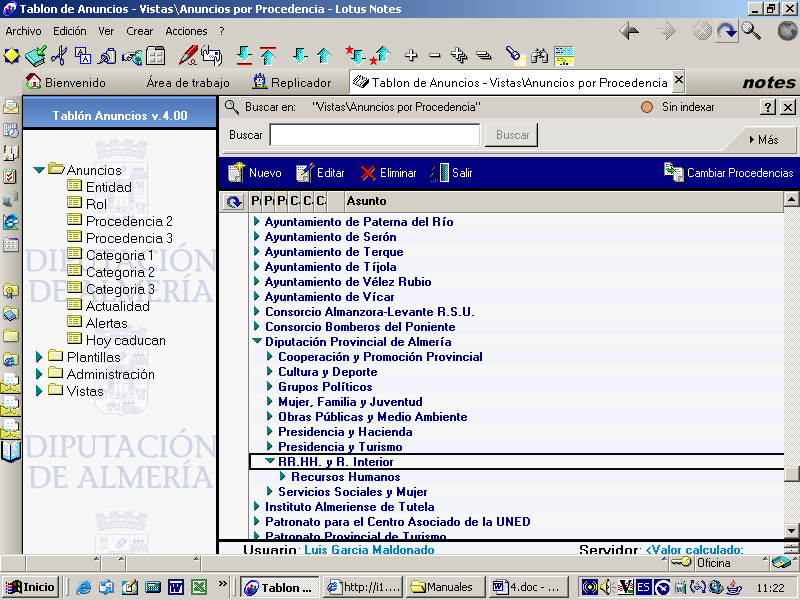 Tablon de Anuncios - Vistas\Anuncios por Procedencia - Lotus Notes
Archivo Edición Ver Crear Acciones ?
Bienvenido Área de trabajo Replicador Tablon de Anuncios - Vistas\Anuncios por Procedencia notes
Tablón Anuncios v.4.00
Anuncios
Entidad
Rol
Procedencia 2
Procedencia 3
Categoria 1
Categoria 2
Categoria 3
Actualidad
Alertas
Hoy caducan
Plantillas
Administración
Vistas
DIPUTACIÓN
DE ALMERÍA
DIPUTACIÓN
DE ALMERÍA
Buscar en: "Vistas\Anuncios por Procedencia" Sin indexar
Buscar Buscar
Más
Nuevo Editar Eliminar Salir Cambiar Procedencias
P P P C C C Asunto
Ayuntamiento de Paterna del Río
Ayuntamiento de Serón
Ayuntamiento de Terque
Ayuntamiento de Tíjola
Ayuntamiento de Vélez Rubio
Ayuntamiento de Vícar
Consorcio Almanzora-Levante R.S.U.
Consorcio Bomberos del Poniente
Diputación Provincial de Almería
Cooperación y Promoción Provincial
Cultura y Deporte
Grupos Políticos
Mujer, Familia y Juventud
Obras Públicas y Medio Ambiente
Presidencia y Hacienda
Presidencia y Turismo
RR.HH. y R. Interior
Recursos Humanos
Servicios Sociales y Mujer
Instituto Almeriense de Tutela
Patronato para el Centro Asociado de la UNED
Patronato Provincial de Turismo
Usuario: Luis Garcia Maldonado Servidor: <Valor calculado:
Oficina
Inicio » Tablon ... http://i1.... Manuales 4.doc - ... ES 11:22